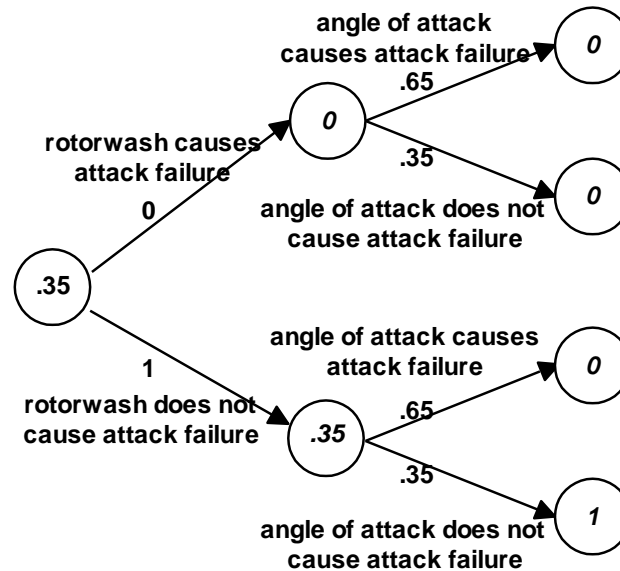 angle of attack
causes attack failure
0
.65
rotorwash causes
attack failure
0
0
.35
0
angle of attack does not
cause attack failure
.35
angle of attack causes
attack failure
0
1
rotorwash does not
cause attack failure
.65
.35
.35
1
angle of attack does not
cause attack failure